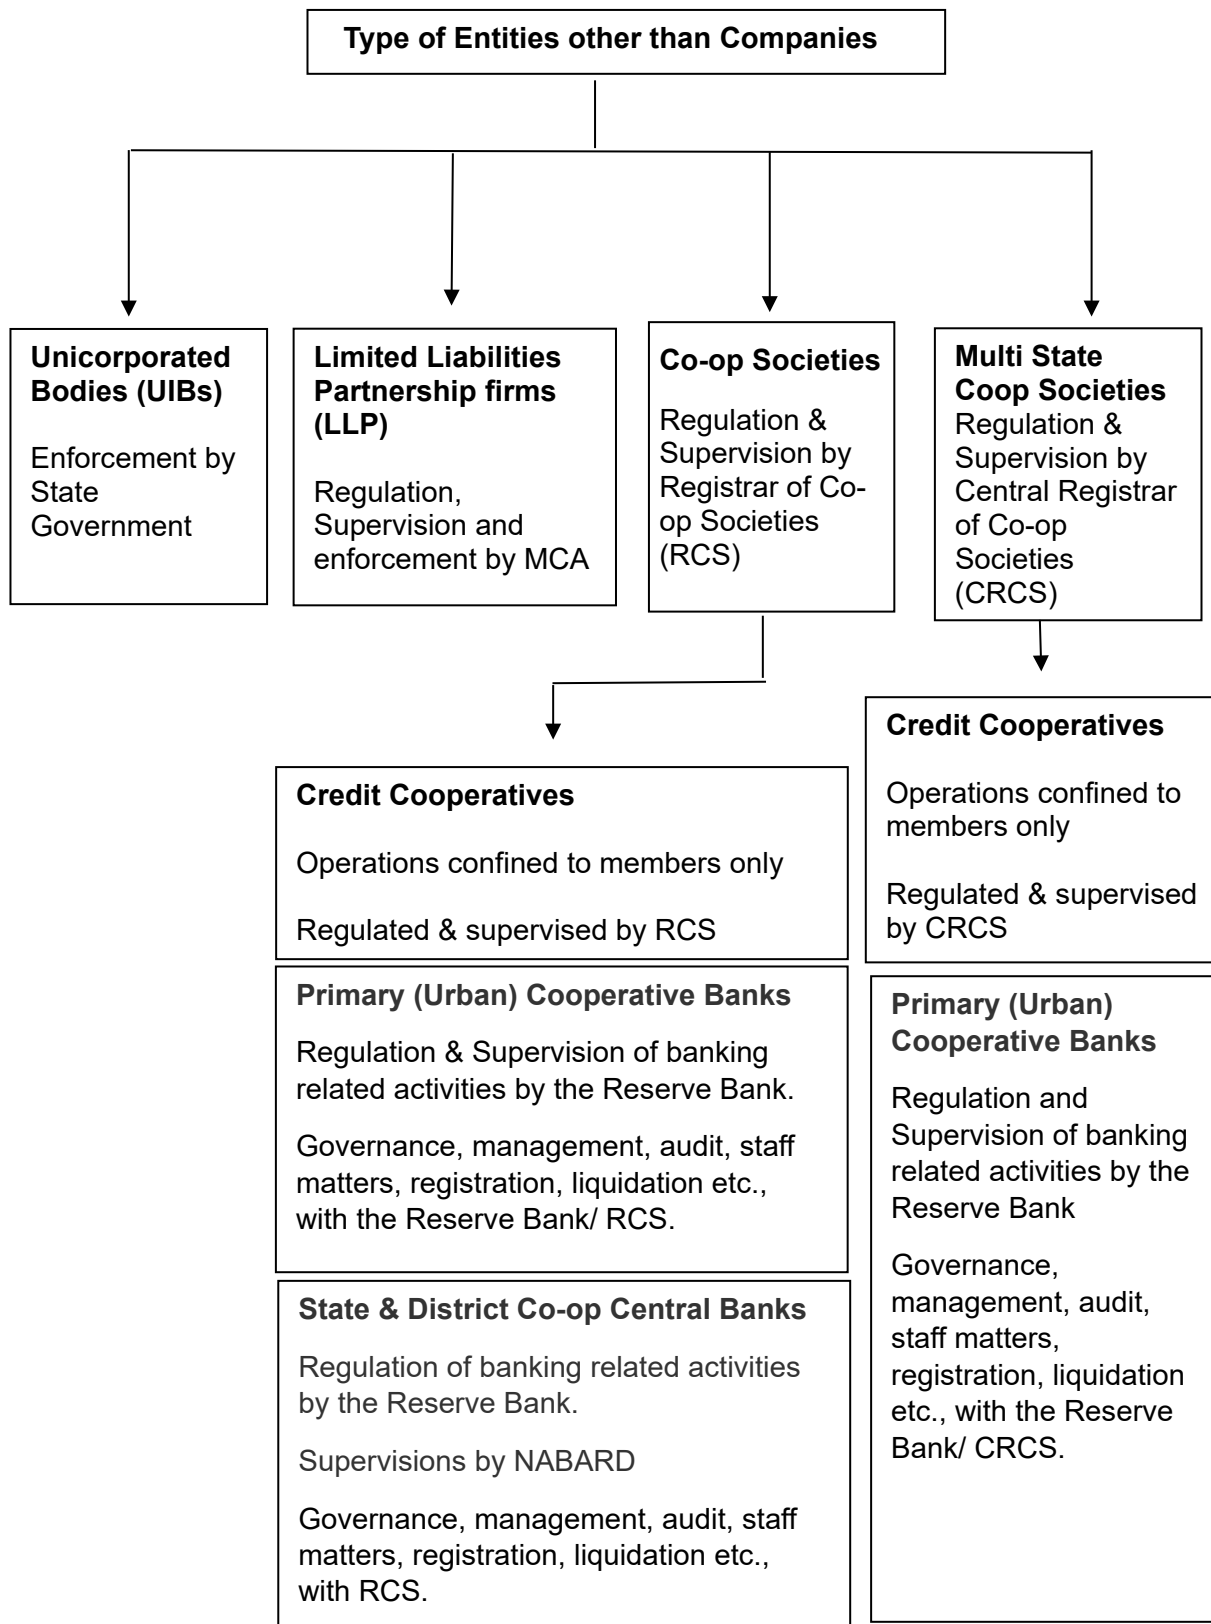 Type of Entities other than Companies
Unicorporated
Bodies (UIBs)
Enforcement by
State
Government
Limited Liabilities
Partnership firms
(LLP)
Regulation,
Supervision and
enforcement by MCA
Co-op Societies
Regulation &
Supervision by
Registrar of Co-
op Societies
(RCS)
Multi State
Coop Societies
Regulation &
Supervision by
Central Registrar
of Co-op
Societies
(CRCS)
Credit Cooperatives
Operations confined to members only
Regulated & supervised by RCS
Primary (Urban) Cooperative Banks
Regulation & Supervision of banking
related activities by the Reserve Bank.
Governance, management, audit, staff
matters, registration, liquidation etc.,
with the Reserve Bank/ RCS.
State & District Co-op Central Banks
Regulation of banking related activities
by the Reserve Bank.
Supervisions by NABARD
Governance, management, audit, staff
matters, registration, liquidation etc.,
with RCS.
Credit Cooperatives
Operations confined to
members only
Regulated & supervised
by CRCS
Primary (Urban)
Cooperative Banks
Regulation and
Supervision of banking
related activities by the
Reserve Bank
Governance,
management, audit,
staff matters,
registration, liquidation
etc., with the Reserve
Bank/ CRCS.